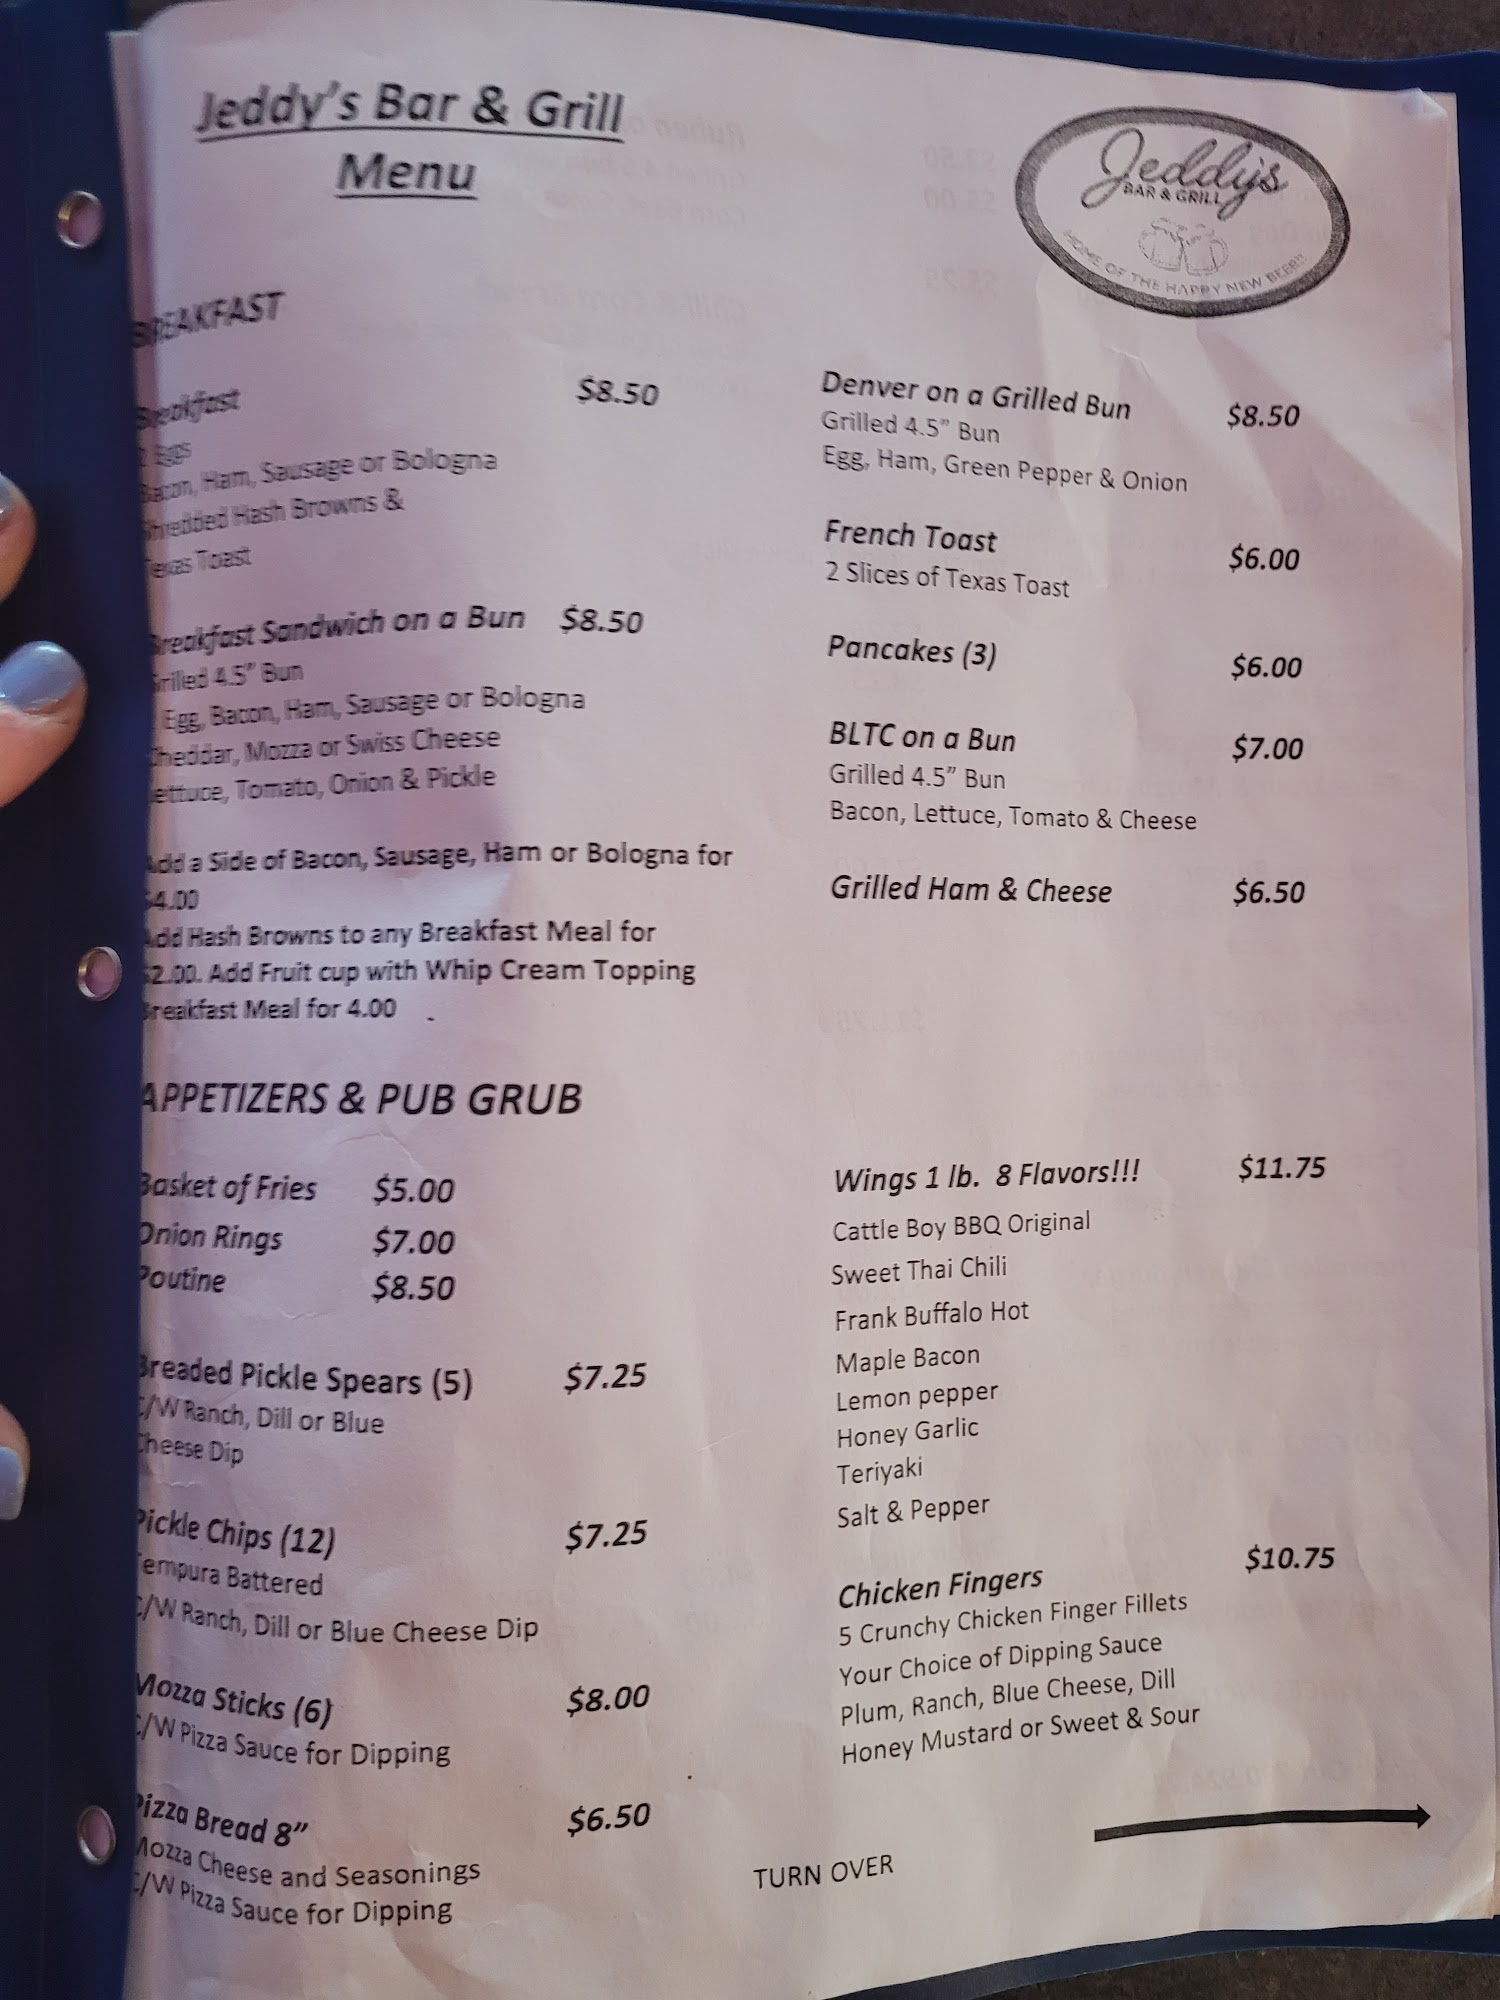 Jeddy's Bar & Grill
Menu
Jeddy's
BAR & GRILL
HOME OF THE HAPPY NEW BEER!!
BREAKFAST
Breakfast $8.50
2 Eggs
Bacon, Ham, Sausage or Bologna
Shredded Hash Browns &
Texas Toast
Breakfast Sandwich on a Bun $8.50
Grilled 4.5” Bun
Egg, Bacon, Ham, Sausage or Bologna
Cheddar, Mozza or Swiss Cheese
Lettuce, Tomato, Onion & Pickle
Add a Side of Bacon, Sausage, Ham or Bologna for
$4.00
Add Hash Browns to any Breakfast Meal for
$2.00. Add Fruit cup with Whip Cream Topping
Breakfast Meal for 4.00
Denver on a Grilled Bun $8.50
Grilled 4.5” Bun
Egg, Ham, Green Pepper & Onion
French Toast $6.00
2 Slices of Texas Toast
Pancakes (3) $6.00
BLTC on a Bun $7.00
Grilled 4.5” Bun
Bacon, Lettuce, Tomato & Cheese
Grilled Ham & Cheese $6.50
APPETIZERS & PUB GRUB
Basket of Fries $5.00
Onion Rings $7.00
Poutine $8.50
Breaded Pickle Spears (5) $7.25
C/W Ranch, Dill or Blue
Cheese Dip
Pickle Chips (12) $7.25
Tempura Battered
C/W Ranch, Dill or Blue Cheese Dip
Mozza Sticks (6) $8.00
C/W Pizza Sauce for Dipping
Pizza Bread 8” $6.50
Mozza Cheese and Seasonings
C/W Pizza Sauce for Dipping
Wings 1 lb. 8 Flavors!!! $11.75
Cattle Boy BBQ Original
Sweet Thai Chili
Frank Buffalo Hot
Maple Bacon
Lemon pepper
Honey Garlic
Teriyaki
Salt & Pepper
Chicken Fingers $10.75
5 Crunchy Chicken Finger Fillets
Your Choice of Dipping Sauce
Plum, Ranch, Blue Cheese, Dill
Honey Mustard or Sweet & Sour
TURN OVER